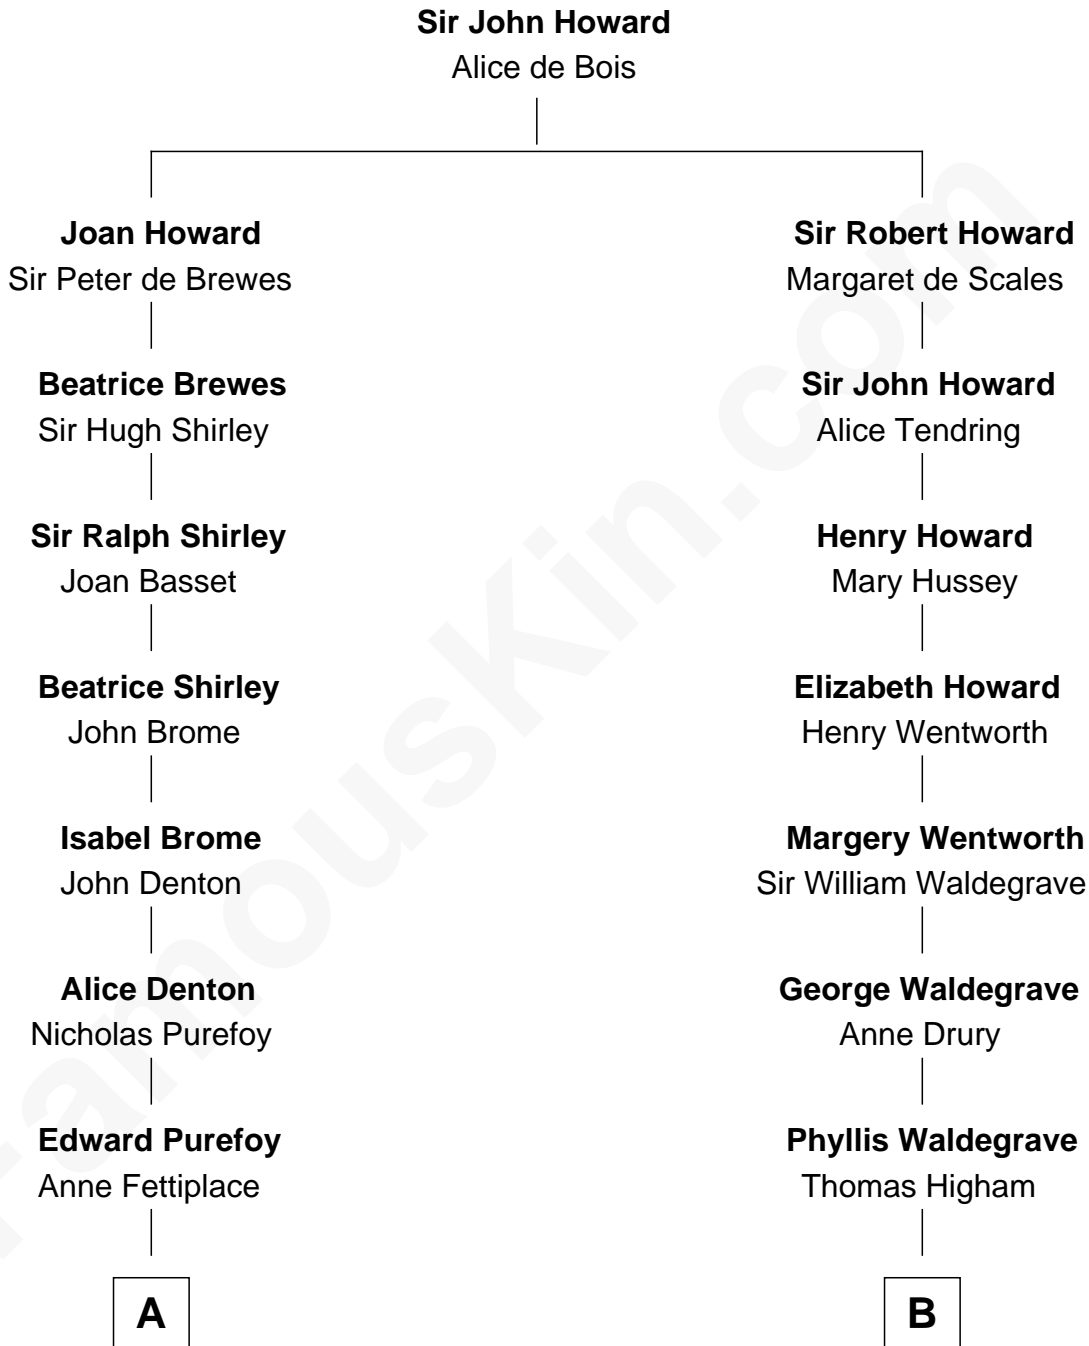 Sir John Howard
Alice de Bois
Joan Howard
Sir Peter de Brewes
Sir Robert Howard
Margaret de Scales
Beatrice Brewes
Sir Hugh Shirley
Sir John Howard
Alice Tendring
Sir Ralph Shirley
Joan Basset
Henry Howard
Mary Hussey
Beatrice Shirley
John Brome
Elizabeth Howard
Henry Wentworth
Isabel Brome
John Denton
Margery Wentworth
Sir William Waldegrave
Alice Denton
Nicholas Purefoy
George Waldegrave
Anne Drury
Edward Purefoy
Anne Fettiplace
Phyllis Waldegrave
Thomas Higham
A
B
FamousKin.com